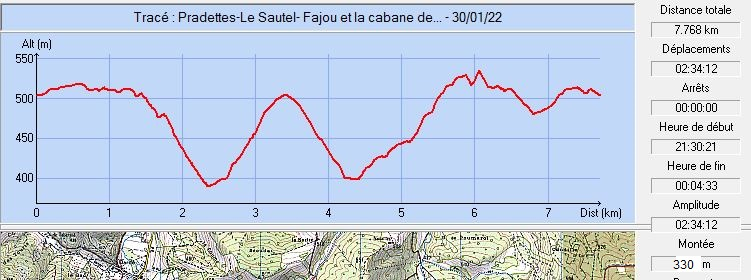 Tracé : Pradettes-Le Sautel- Fajou et la cabane de... - 30/01/22
Alt (m)
550
500
450
400
0 1 2 3 4 5 6 7 Dist (km)
Distance totale
7.768 km
Déplacements
02:34:12
Arrêts
00:00:00
Heure de début
21:30:21
Heure de fin
00:04:33
Amplitude
02:34:12
Montée
330 m